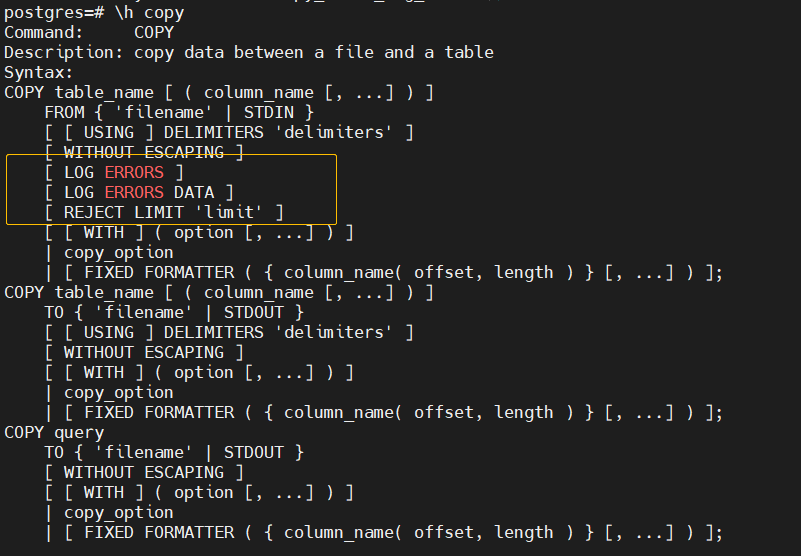 postgres=# \h copy
Command:     COPY
Description: copy data between a file and a table
Syntax:
COPY table_name [ ( column_name [, ...] ) ]
    FROM { 'filename' | STDIN }
    [ [ USING ] DELIMITERS 'delimiters' ]
    [ WITHOUT ESCAPING ]
    [ LOG ERRORS ]
    [ LOG ERRORS DATA ]
    [ REJECT LIMIT 'limit' ]
    [ [ WITH ] ( option [, ...] ) ]
    | copy_option
    | [ FIXED FORMATTER ( { column_name( offset, length ) } [, ...] ) ];
COPY table_name [ ( column_name [, ...] ) ]
    TO { 'filename' | STDOUT }
    [ [ USING ] DELIMITERS 'delimiters' ]
    [ WITHOUT ESCAPING ]
    [ [ WITH ] ( option [, ...] ) ]
    | copy_option
    | [ FIXED FORMATTER ( { column_name( offset, length ) } [, ...] ) ];
COPY query
    TO { 'filename' | STDOUT }
    [ WITHOUT ESCAPING ]
    [ [ WITH ] ( option [, ...] ) ]
    | copy_option
    | [ FIXED FORMATTER ( { column_name( offset, length ) } [, ...] ) ];